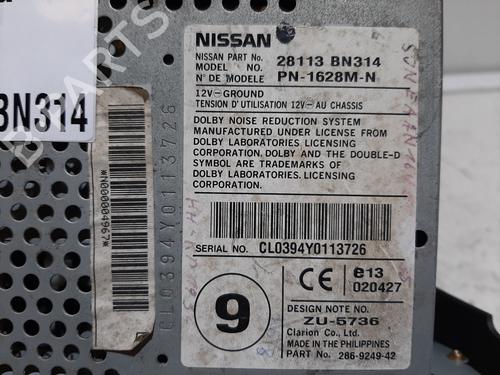 BN314
*N0000004967*
CL0394Y0113726
NISSAN
NISSAN PART NO. 28113 BN314
MODEL NO.
N° DE MODELE PN-1628M-N
12V⎓GROUND
TENSION D'UTILISATION 12V⎓ AU CHASSIS
DOLBY NOISE REDUCTION SYSTEM
MANUFACTURED UNDER LICENSE FROM
DOLBY LABORATORIES LICENSING
CORPORATION. DOLBY AND THE DOUBLE-D
SYMBOL ARE TRADEMARKS OF
DOLBY LABORATORIES LICENSING
CORPORATION.
SERIAL NO. CL0394Y0113726
9
CE
e13
020427
DESIGN NOTE NO.
ZU-5736
Clarion Co., Ltd.
MADE IN THE PHILIPPINES
PART No. 286-9249-42